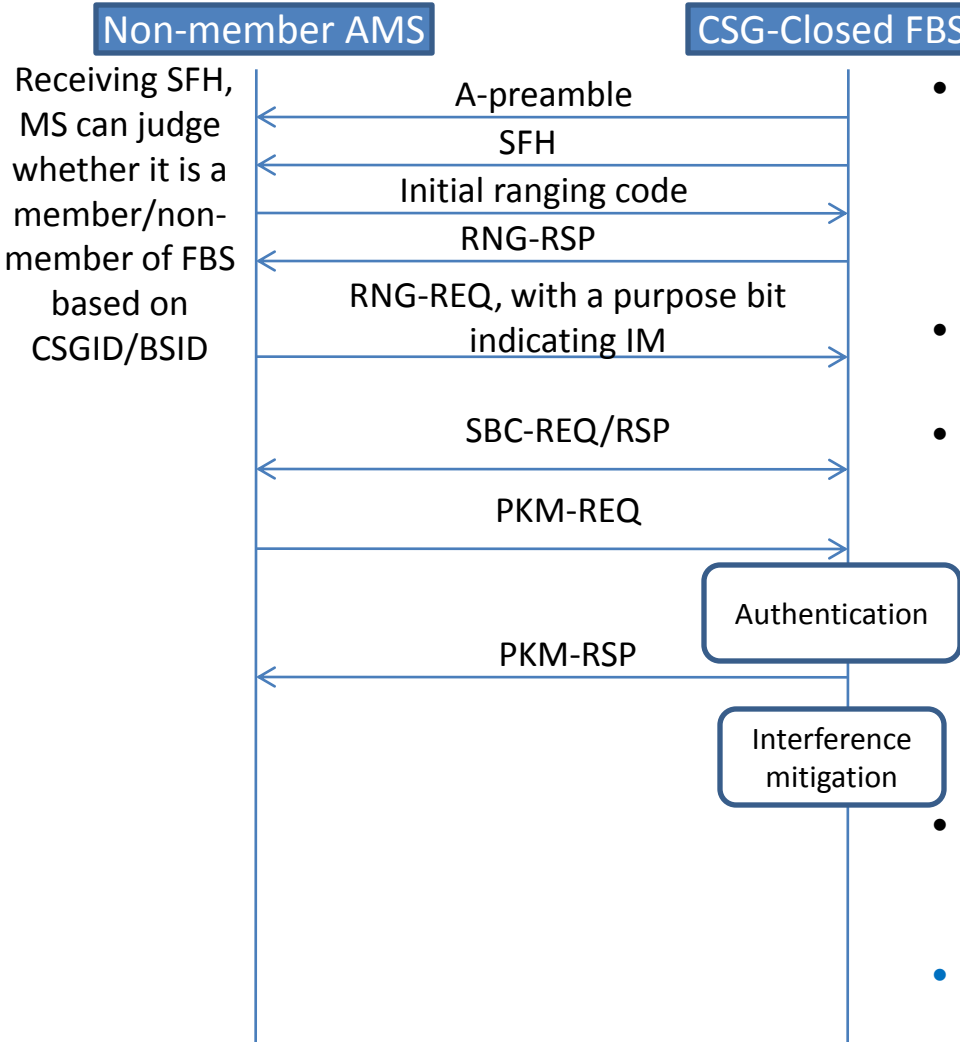 Non-member AMS
CSG-Closed FBS
Receiving SFH,
MS can judge
whether it is a
member/non-
member of FBS
based on
CSGID/BSID
A-preamble
SFH
Initial ranging code
RNG-RSP
RNG-REQ, with a purpose bit
indicating IM
SBC-REQ/RSP
PKM-REQ
Authentication
PKM-RSP
Interference
mitigation
•
•
•
•
•